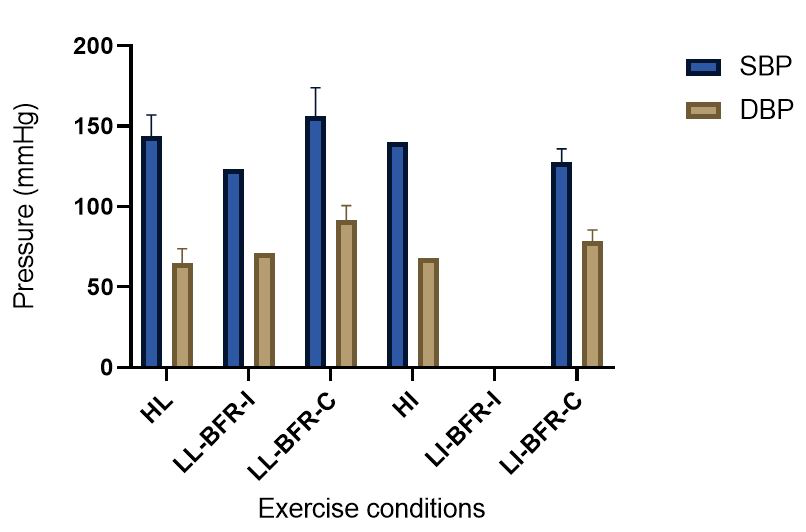 200
150
100
50
0
Pressure (mmHg)
HL
LL-BFR-I
LL-BFR-C
HI
LI-BFR-I
LI-BFR-C
Exercise conditions
SBP
DBP